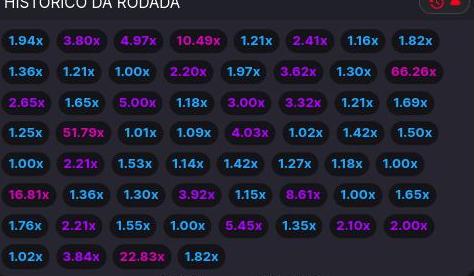 HISTÓRICO DA RODADA
1.94x 3.80x 4.97x 10.49x 1.21x 2.41x 1.16x 1.82x
1.36x 1.21x 1.00x 2.20x 1.97x 3.62x 1.30x 66.26x
2.65x 1.65x 5.00x 1.18x 3.00x 3.32x 1.21x 1.69x
1.25x 51.79x 1.01x 1.09x 4.03x 1.02x 1.42x 1.50x
1.00x 2.21x 1.53x 1.14x 1.42x 1.27x 1.18x 1.00x
16.81x 1.36x 1.30x 3.92x 1.15x 8.61x 1.00x 1.65x
1.76x 2.21x 1.55x 1.00x 5.45x 1.35x 2.10x 2.00x
1.02x 3.84x 22.83x 1.82x